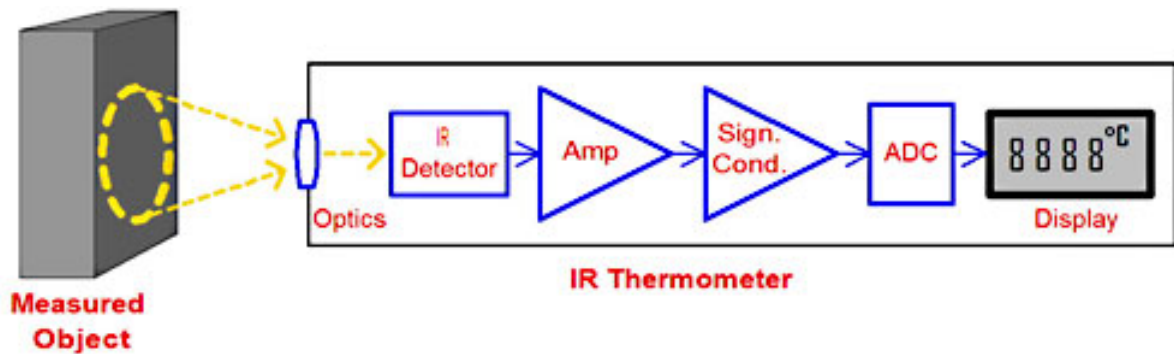 Measured
Object
Optics
IR
Detector
Amp
Sign.
Cond.
ADC
8888°C
Display
IR Thermometer